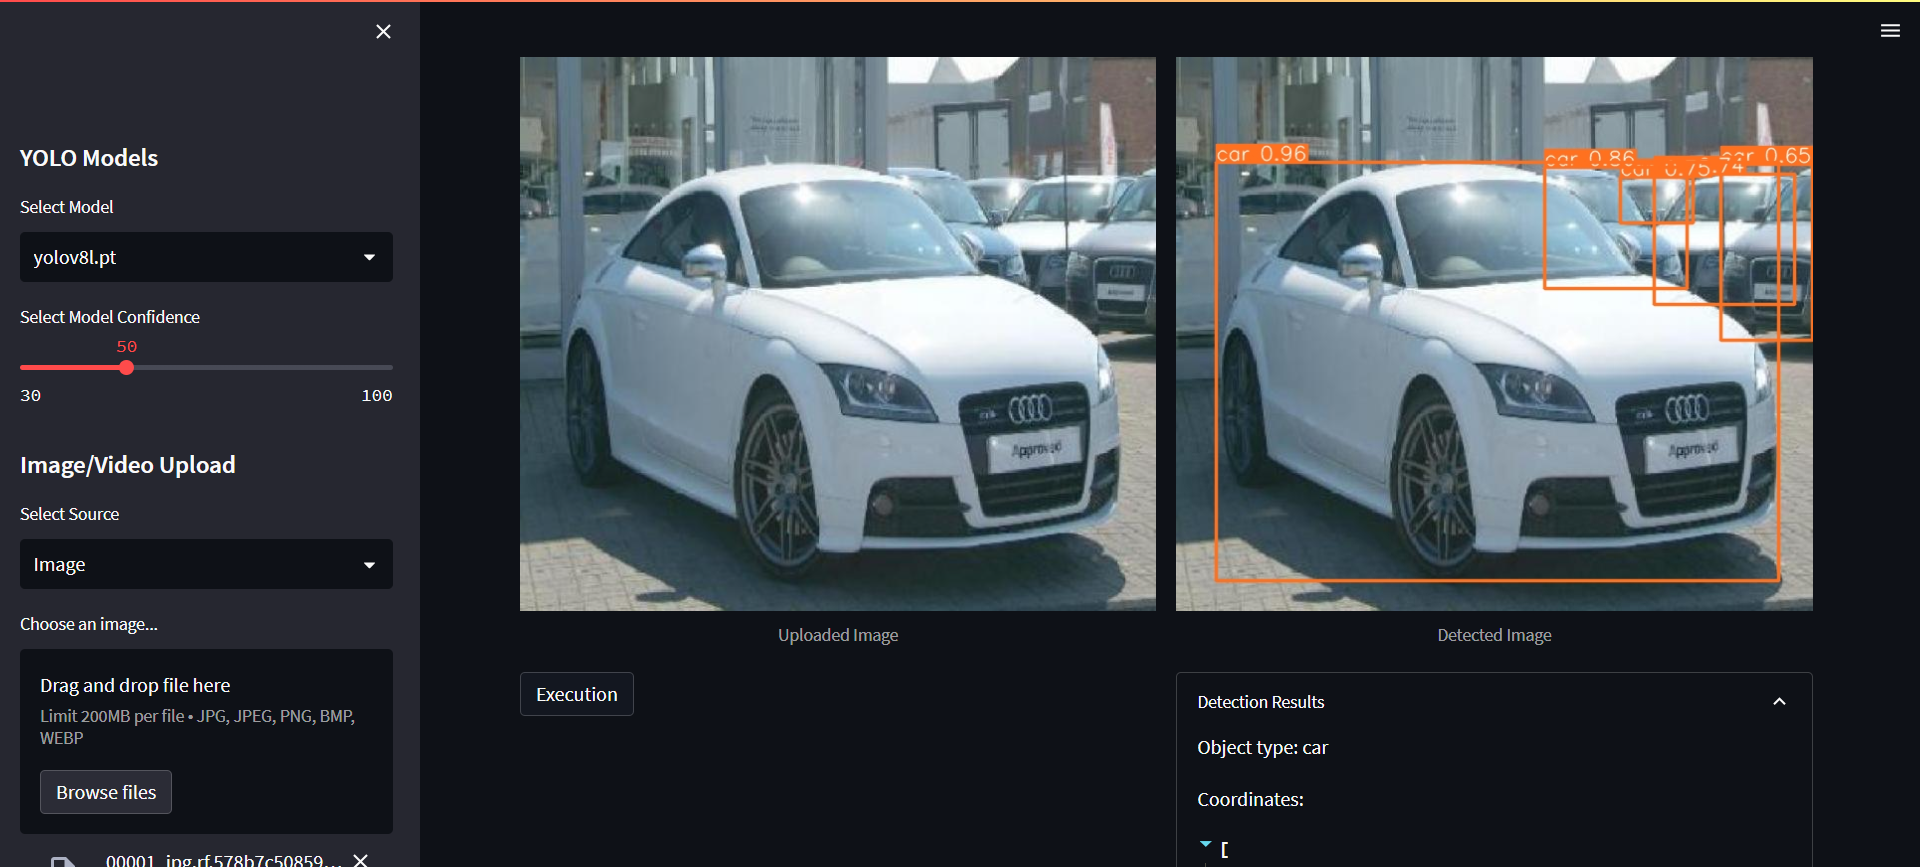 YOLO Models
Select Model
yolov8l.pt
Select Model Confidence
50
30
100
Image/Video Upload
Select Source
Image
Choose an image...
Drag and drop file here
Limit 200MB per file • JPG, JPEG, PNG, BMP,
WEBP
Browse files
00001_jpg.rf.578b7c50859...
Approved
Uploaded Image
Execution
car 0.96
car 0.86
car 0.75
.74
car 0.65
Approved
Detected Image
Detection Results
Object type: car
Coordinates:
[